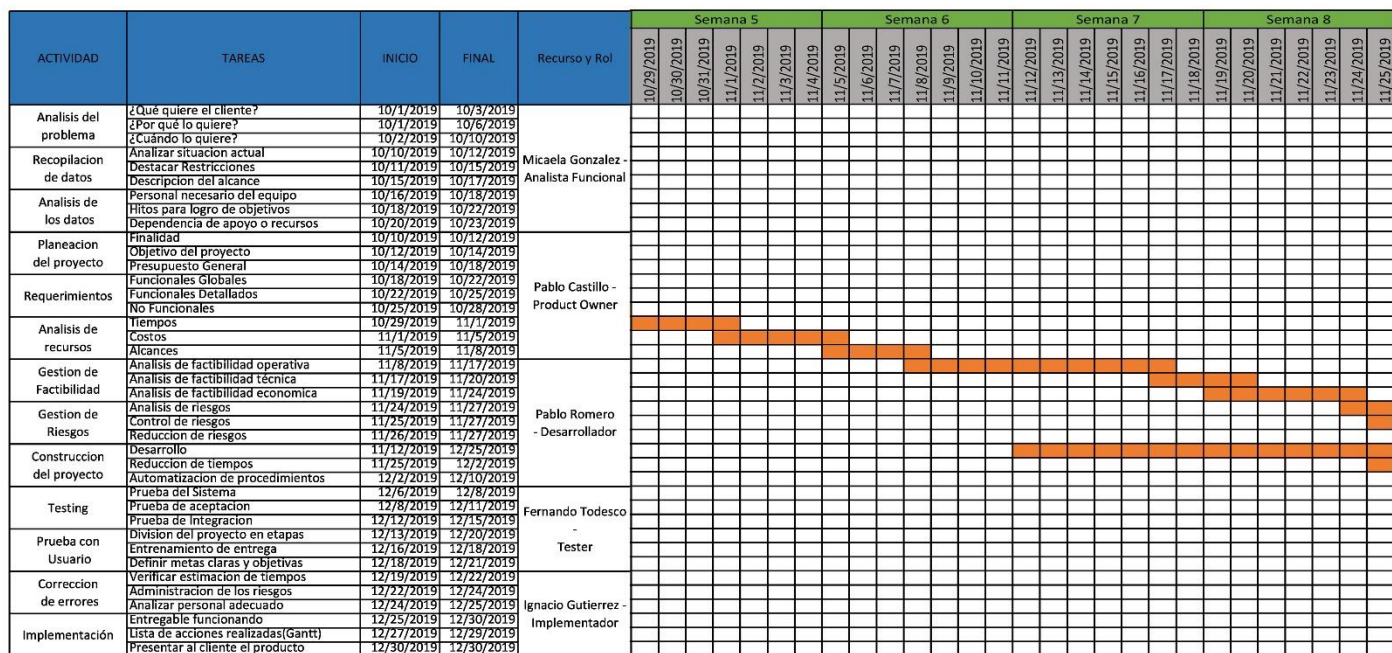 Semana 5 Semana 6 Semana 7 Semana 8
ACTIVIDAD TAREAS INICIO FINAL Recurso y Rol 10/29/2019 10/30/2019 10/31/2019 11/1/2019 11/2/2019 11/3/2019 11/4/2019 11/5/2019 11/6/2019 11/7/2019 11/8/2019 11/9/2019 11/10/2019 11/11/2019 11/12/2019 11/13/2019 11/14/2019 11/15/2019 11/16/2019 11/17/2019 11/18/2019 11/19/2019 11/20/2019 11/21/2019 11/22/2019 11/23/2019 11/24/2019 11/25/2019
Analisis del
problema
¿Qué quiere el cliente? 10/1/2019 10/3/2019
¿Por qué lo quiere? 10/1/2019 10/6/2019
¿Cuándo lo quiere? 10/2/2019 10/10/2019
Recopilacion
de datos
Analizar situacion actual 10/10/2019 10/12/2019
Destacar Restricciones 10/11/2019 10/15/2019
Descripcion del alcance 10/15/2019 10/17/2019
Analisis de
los datos
Personal necesario del equipo 10/16/2019 10/18/2019
Hitos para logro de objetivos 10/18/2019 10/22/2019
Dependencia de apoyo o recursos 10/20/2019 10/23/2019
Micaela Gonzalez -
Analista Funcional
Planeacion
del proyecto
Finalidad 10/10/2019 10/12/2019
Objetivo del proyecto 10/12/2019 10/14/2019
Presupuesto General 10/14/2019 10/18/2019
Requerimientos
Funcionales Globales 10/18/2019 10/22/2019
Funcionales Detallados 10/22/2019 10/25/2019
No Funcionales 10/25/2019 10/28/2019
Analisis de
recursos
Tiempos 10/29/2019 11/1/2019
Costos 11/1/2019 11/5/2019
Alcances 11/5/2019 11/8/2019
Pablo Castillo -
Product Owner
Gestion de
Factibilidad
Analisis de factibilidad operativa 11/8/2019 11/17/2019
Analisis de factibilidad técnica 11/17/2019 11/20/2019
Analisis de factibilidad economica 11/19/2019 11/24/2019
Gestion de
Riesgos
Analisis de riesgos 11/24/2019 11/27/2019
Control de riesgos 11/25/2019 11/27/2019
Reduccion de riesgos 11/26/2019 11/27/2019
Construccion
del proyecto
Desarrollo 11/12/2019 12/25/2019
Reduccion de tiempos 11/25/2019 12/2/2019
Automatizacion de procedimientos 12/2/2019 12/10/2019
Pablo Romero
- Desarrollador
Testing
Prueba del Sistema 12/6/2019 12/8/2019
Prueba de aceptacion 12/8/2019 12/11/2019
Prueba de Integracion 12/12/2019 12/15/2019
Prueba con
Usuario
Division del proyecto en etapas 12/13/2019 12/20/2019
Entrenamiento de entrega 12/16/2019 12/18/2019
Definir metas claras y objetivas 12/18/2019 12/21/2019
Fernando Todesco
-
Tester
Correccion
de errores
Verificar estimacion de tiempos 12/19/2019 12/22/2019
Administracion de los riesgos 12/22/2019 12/24/2019
Analizar personal adecuado 12/24/2019 12/25/2019
Implementación
Entregable funcionando 12/25/2019 12/30/2019
Lista de acciones realizadas(Gantt) 12/27/2019 12/29/2019
Presentar al cliente el producto 12/30/2019 12/30/2019
Ignacio Gutierrez -
Implementador